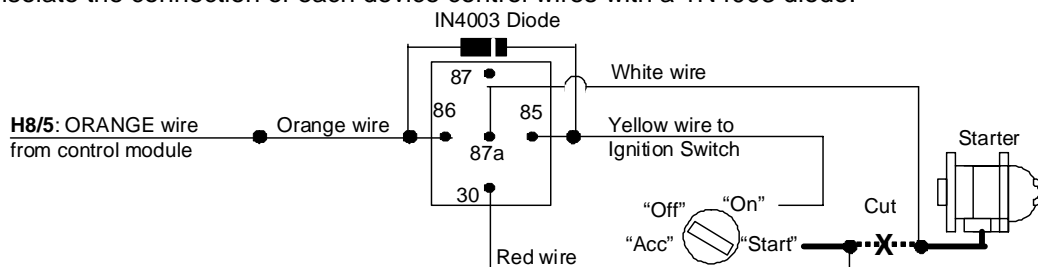 isolate the connection of each device control wires with a 1N4003 diode.
IN4003 Diode
87
White wire
86
85
H8/5: ORANGE wire
from control module
Orange wire
Yellow wire to
Ignition Switch
87a
Starter
30
"Off"
"On"
Cut
"Acc"
"Start"
X
Red wire